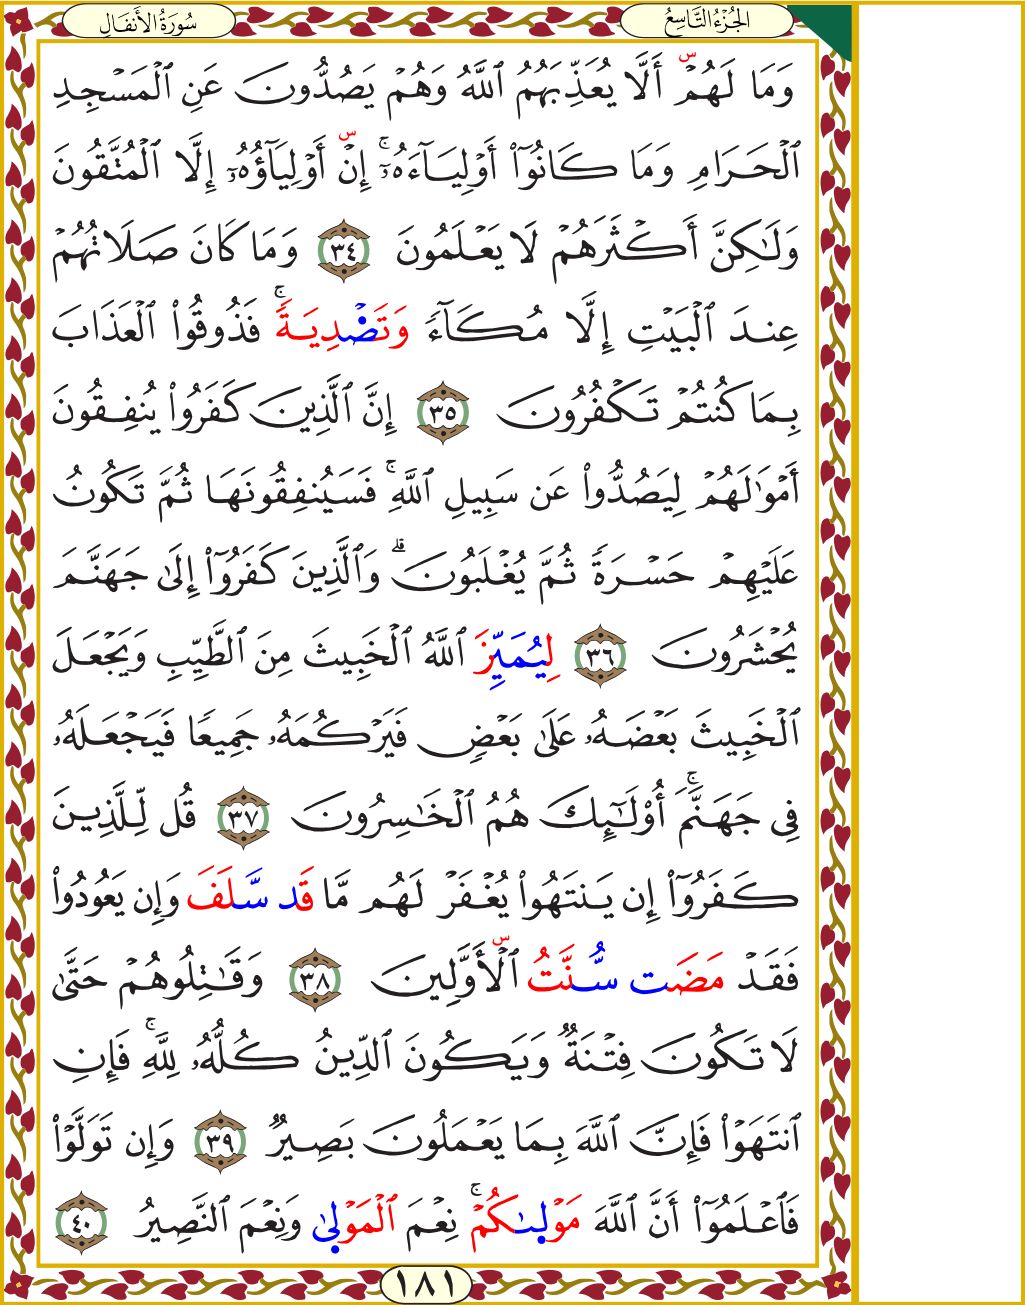 الجُزْءُ التَّاسِعُ
سُورَةُ الأَنفَال
وَمَا لَهُمْۜ أَلَّا يُعَذِّبَهُمُ ٱللَّهُ وَهُمْ يَصُدُّونَ عَنِ ٱلْمَسْجِدِ
ٱلْحَرَامِ وَمَا كَانُوٓا۟ أَوْلِيَآءَهُۥٓۚ إِنْۜ أَوْلِيَآؤُهُۥٓ إِلَّا ٱلْمُتَّقُونَ
وَلَـٰكِنَّ أَكْثَرَهُمْ لَا يَعْلَمُونَ ٣٤ وَمَا كَانَ صَلَاتُهُمْ
عِندَ ٱلْبَيْتِ إِلَّا مُكَآءً وَتَصْدِيَةًۚ فَذُوقُوا۟ ٱلْعَذَابَ
بِمَا كُنتُمْ تَكْفُرُونَ ٣٥ إِنَّ ٱلَّذِينَ كَفَرُوا۟ يُنفِقُونَ
أَمْوَٰلَهُمْ لِيَصُدُّوا۟ عَن سَبِيلِ ٱللَّهِۚ فَسَيُنفِقُونَهَا ثُمَّ تَكُونُ
عَلَيْهِمْ حَسْرَةً ثُمَّ يُغْلَبُونَۗ وَٱلَّذِينَ كَفَرُوٓا۟ إِلَىٰ جَهَنَّمَ
يُحْشَرُونَ ٣٦ لِيُمَيِّزَ ٱللَّهُ ٱلْخَبِيثَ مِنَ ٱلطَّيِّبِ وَيَجْعَلَ
ٱلْخَبِيثَ بَعْضَهُۥ عَلَىٰ بَعْضٍ فَيَرْكُمَهُۥ جَمِيعًا فَيَجْعَلَهُۥ
فِى جَهَنَّمَۚ أُو۟لَـٰٓئِكَ هُمُ ٱلْخَـٰسِرُونَ ٣٧ قُل لِّلَّذِينَ
كَفَرُوٓا۟ إِن يَنتَهُوا۟ يُغْفَرْ لَهُم مَّا قَد سَّلَفَ وَإِن يَعُودُوا۟
فَقَدْ مَضَت سُّنَّتُ ٱلْأَوَّلِينَ ٣٨ وَقَـٰتِلُوهُمْ حَتَّىٰ
لَا تَكُونَ فِتْنَةٌ وَيَكُونَ ٱلدِّينُ كُلُّهُۥ لِلَّهِۚ فَإِنِ
ٱنتَهَوْا۟ فَإِنَّ ٱللَّهَ بِمَا يَعْمَلُونَ بَصِيرٌ ٣٩ وَإِن تَوَلَّوْا۟
فَٱعْلَمُوٓا۟ أَنَّ ٱللَّهَ مَوْلَىٰكُمْۚ نِعْمَ ٱلْمَوْلَىٰ وَنِعْمَ ٱلنَّصِيرُ ٤٠
١٨١